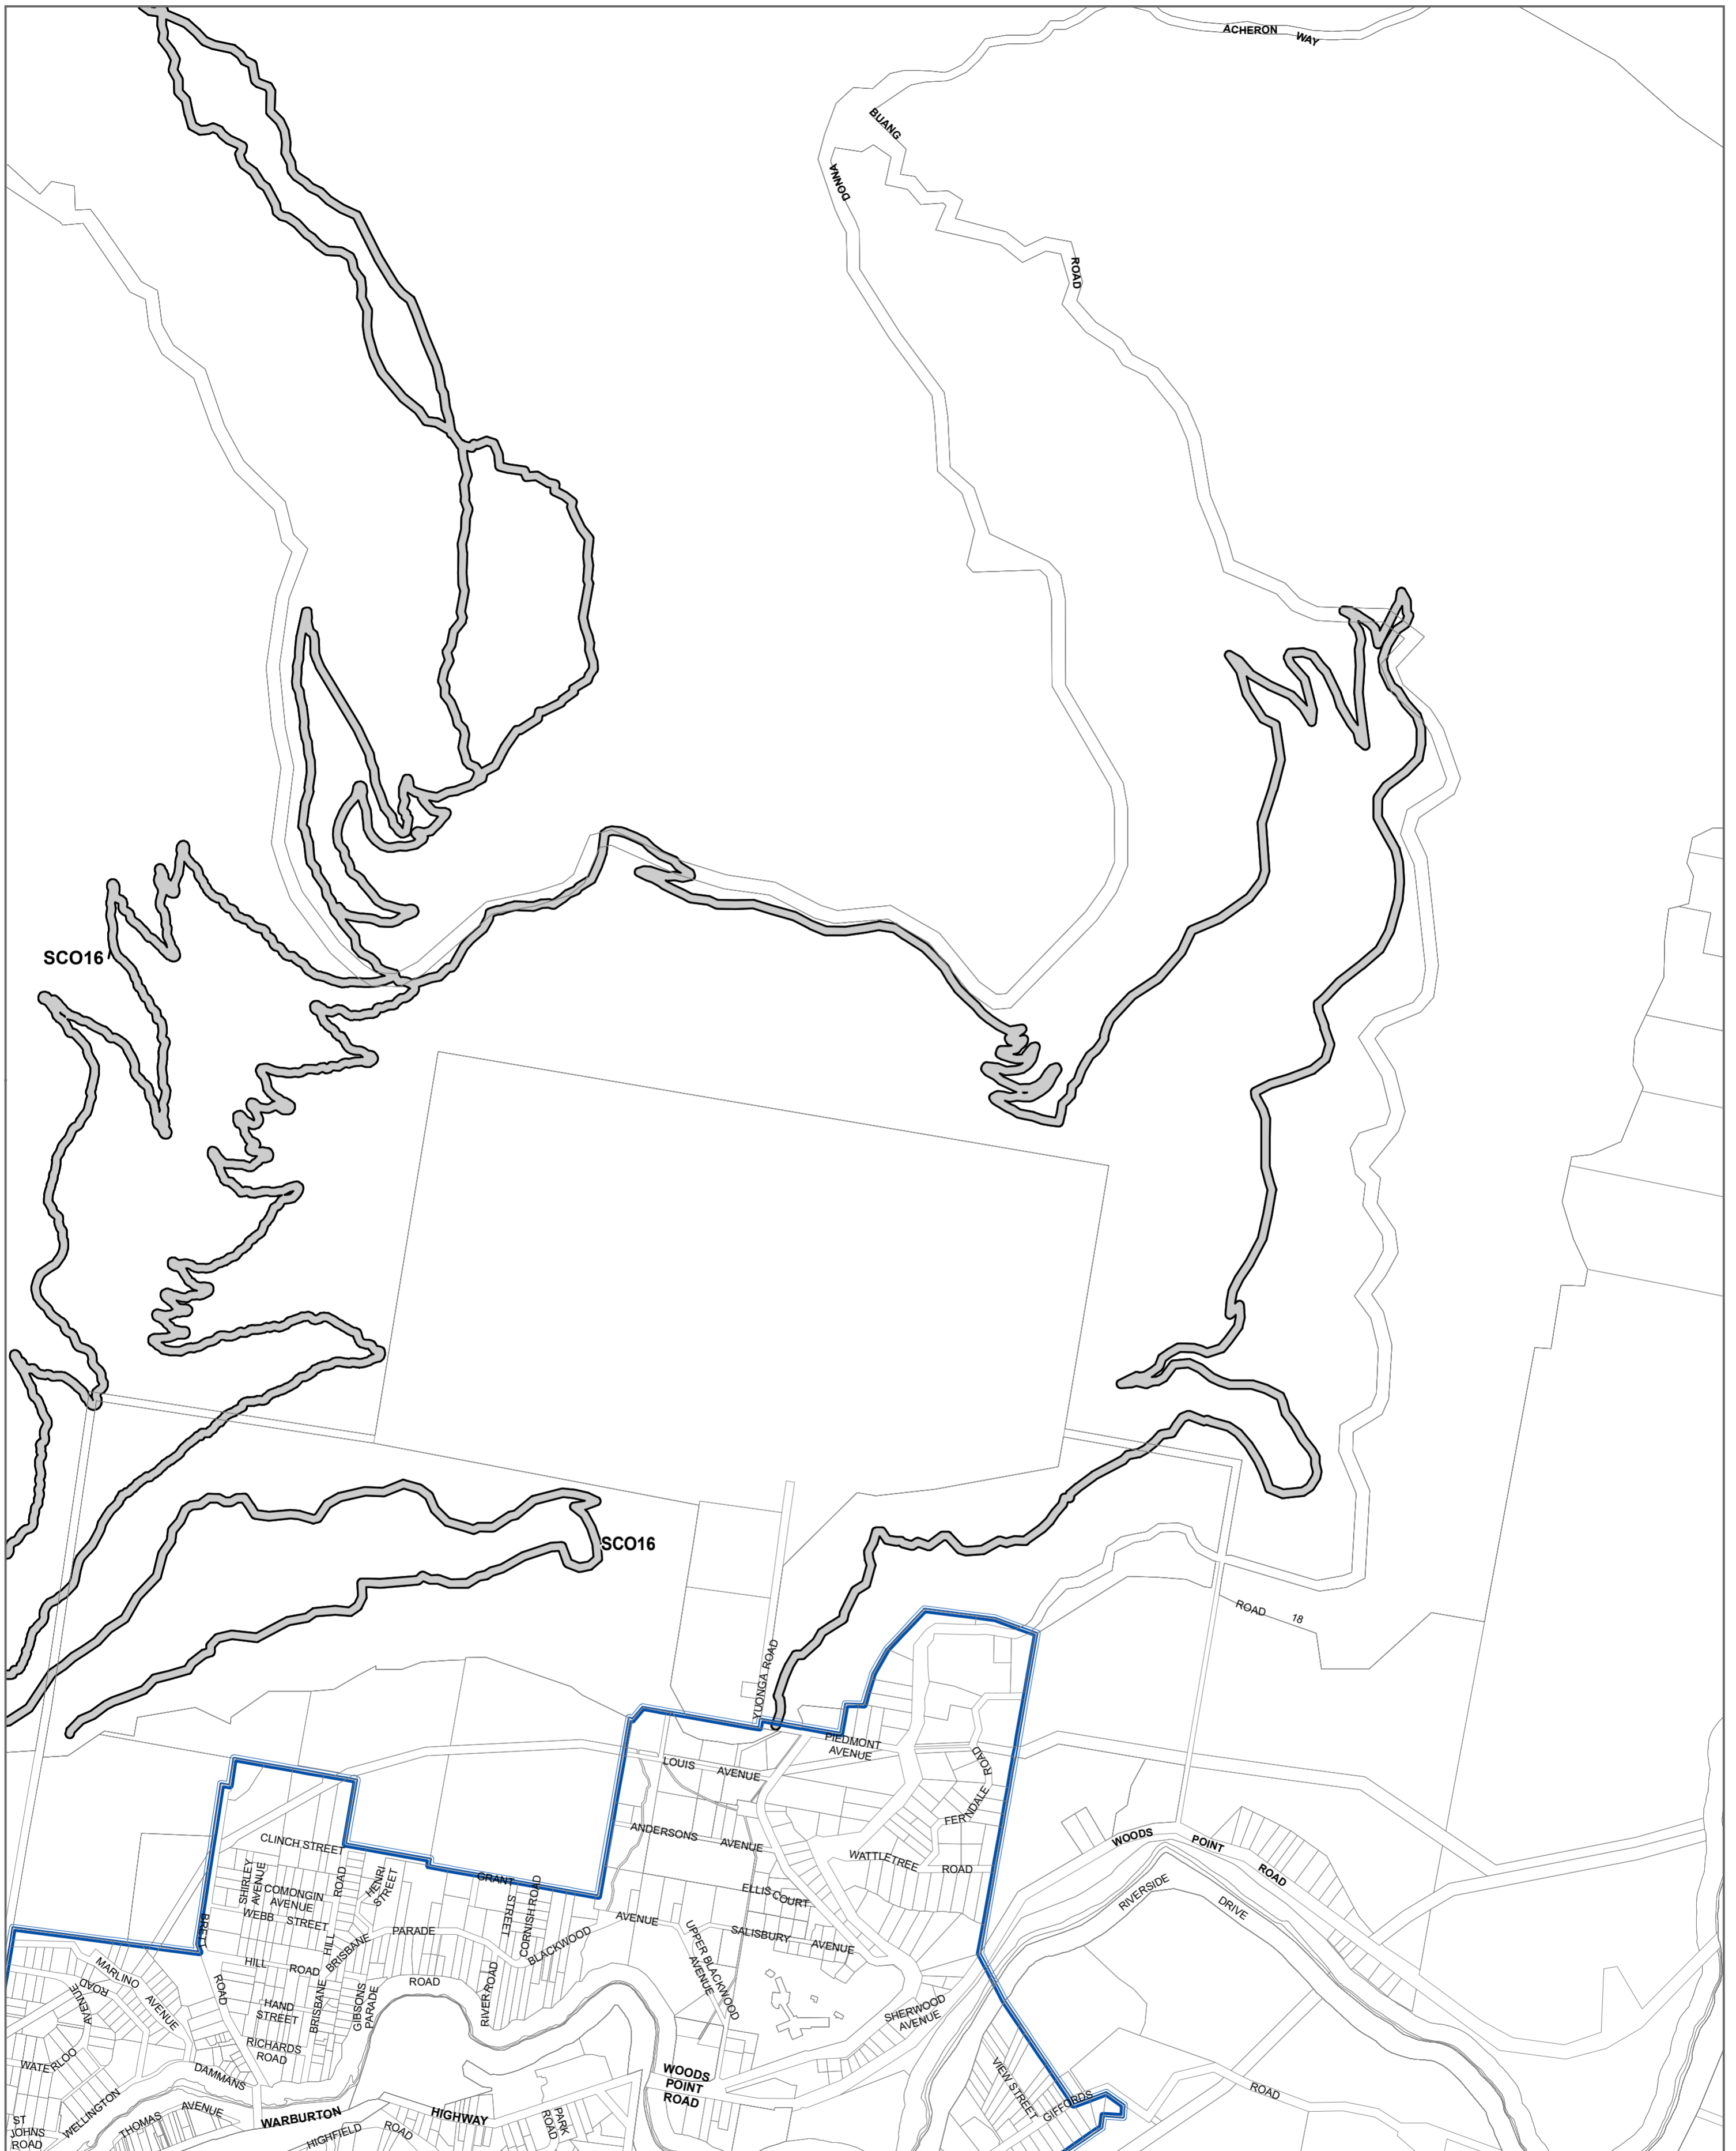 ACHERON WAY
BUANG
DONNA
ROAD
SCO16
SCO16
ROAD 18
YUONGA ROAD
PIEDMONT
AVENUE
LOUIS AVENUE
ROAD
FERNDALE
ANDERSONS AVENUE
CLINCH STREET
WOODS POINT ROAD
WATTLETREE ROAD
SHIRLEY
AVENUE
ROAD
HENRI
STREET
GRANT
STREET
CORNISH ROAD
COMONGIN
AVENUE
ELLIS COURT
RIVERSIDE DRIVE
WEBB STREET
BRETT
ROAD
PARADE
AVENUE
SALISBURY AVENUE
HILL
BRISBANE
BLACKWOOD
HILL ROAD
UPPER BLACKWOOD
AVENUE
MARLINO
AVENUE
ROAD
AVENUE
ROAD
RIVER ROAD
HAND
STREET
BRISBANE
GIBSONS
PARADE
SHERWOOD
AVENUE
RICHARDS
ROAD
WATERLOO
DAMMANS
WOODS
POINT
ROAD
VIEW STREET
GIFFORDS
ROAD
WELLINGTON
THOMAS AVENUE
WARBURTON HIGHWAY
PARK
ROAD
ST
JOHNS
ROAD
HIGHFIELD ROAD